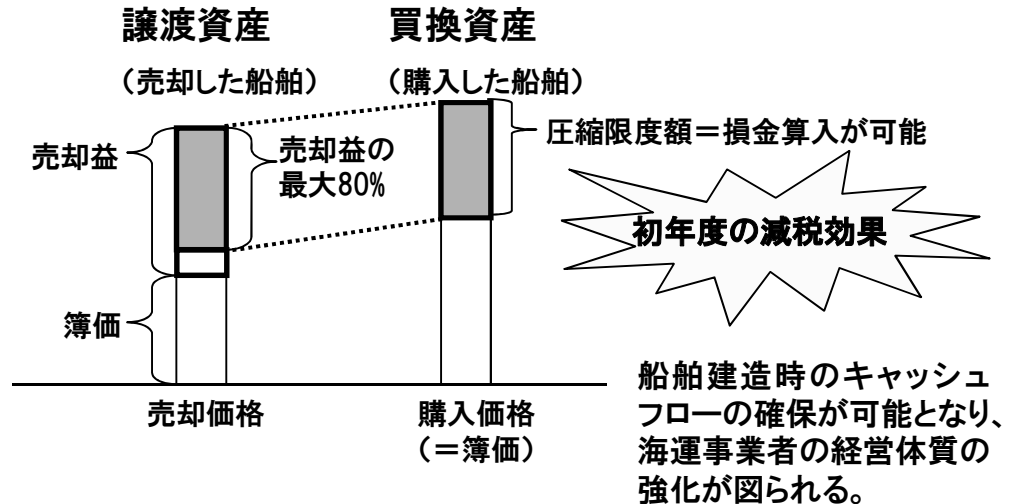 譲渡資産
(売却した船舶)
買換資産
(購入した船舶)
売却益
売却益の
最大80%
圧縮限度額=損金算入が可能
初年度の減税効果
簿価
売却価格
購入価格
(=簿価)
船舶建造時のキャッシュ
フローの確保が可能となり、
海運事業者の経営体質の
強化が図られる。